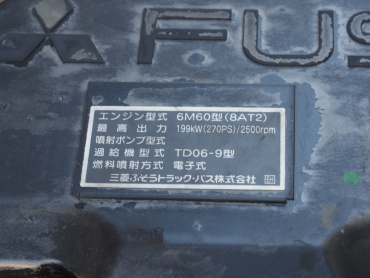 FUS
エンジン型式 6M60型(8AT2)
最高出力 199kW(270PS)/2500rpm
噴射ポンプ型式
過給機型式 TD06-9型
燃料噴射方式 電子式
三菱ふそうトラック・バス株式会社